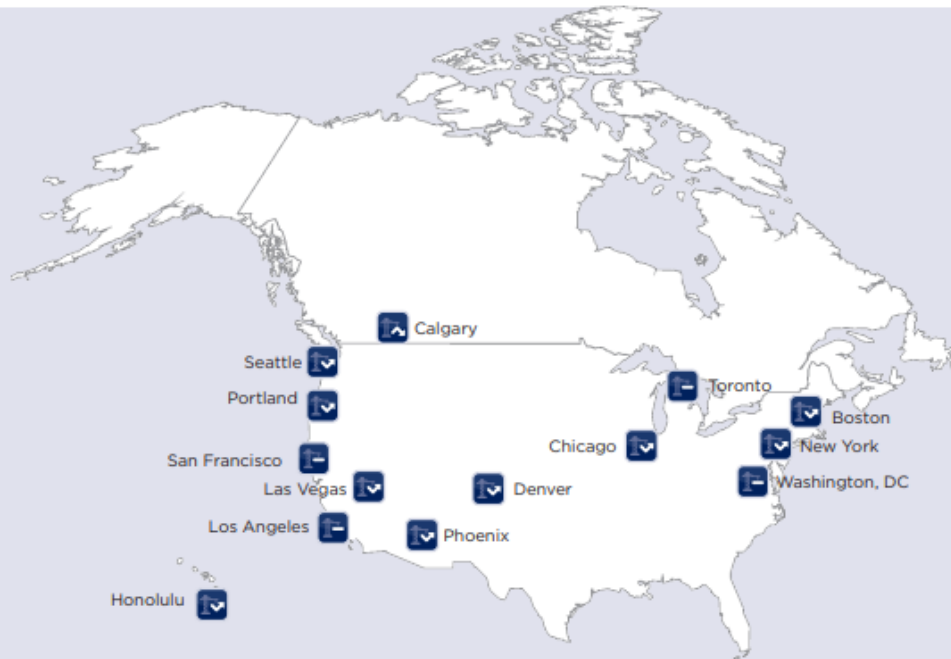 Calgary
Seattle
Toronto
Portland
Boston
Chicago
New York
San Francisco
Las Vegas
Denver
Washington, DC
Los Angeles
Phoenix
Honolulu